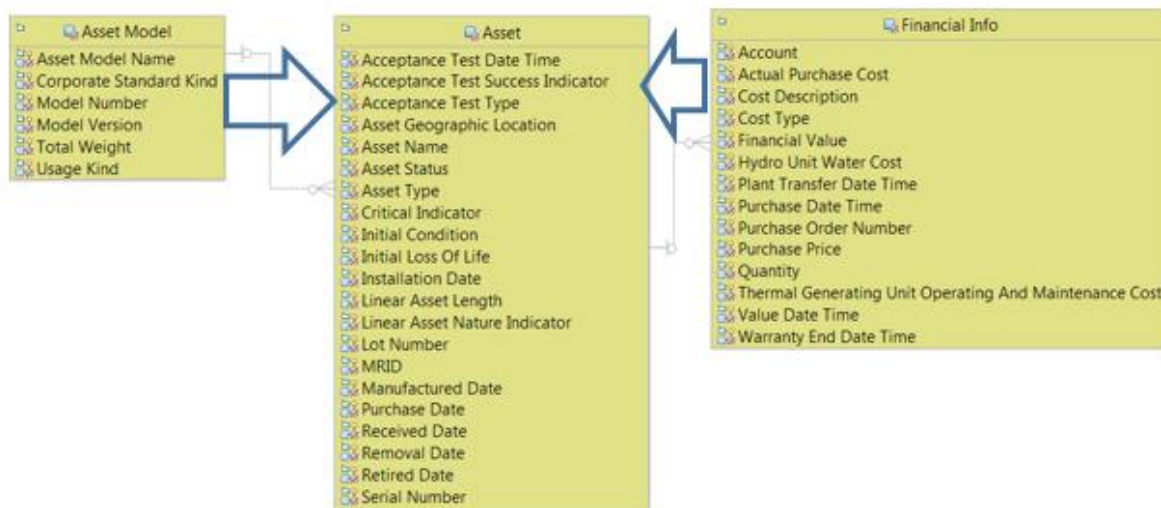 Asset Model
Asset Model Name
Corporate Standard Kind
Model Number
Model Version
Total Weight
Usage Kind
Asset
Acceptance Test Date Time
Acceptance Test Success Indicator
Acceptance Test Type
Asset Geographic Location
Asset Name
Asset Status
Asset Type
Critical Indicator
Initial Condition
Initial Loss Of Life
Installation Date
Linear Asset Length
Linear Asset Nature Indicator
Lot Number
MRID
Manufactured Date
Purchase Date
Received Date
Removal Date
Retired Date
Serial Number
Financial Info
Account
Actual Purchase Cost
Cost Description
Cost Type
Financial Value
Hydro Unit Water Cost
Plant Transfer Date Time
Purchase Date Time
Purchase Order Number
Purchase Price
Quantity
Thermal Generating Unit Operating And Maintenance Cost
Value Date Time
Warranty End Date Time